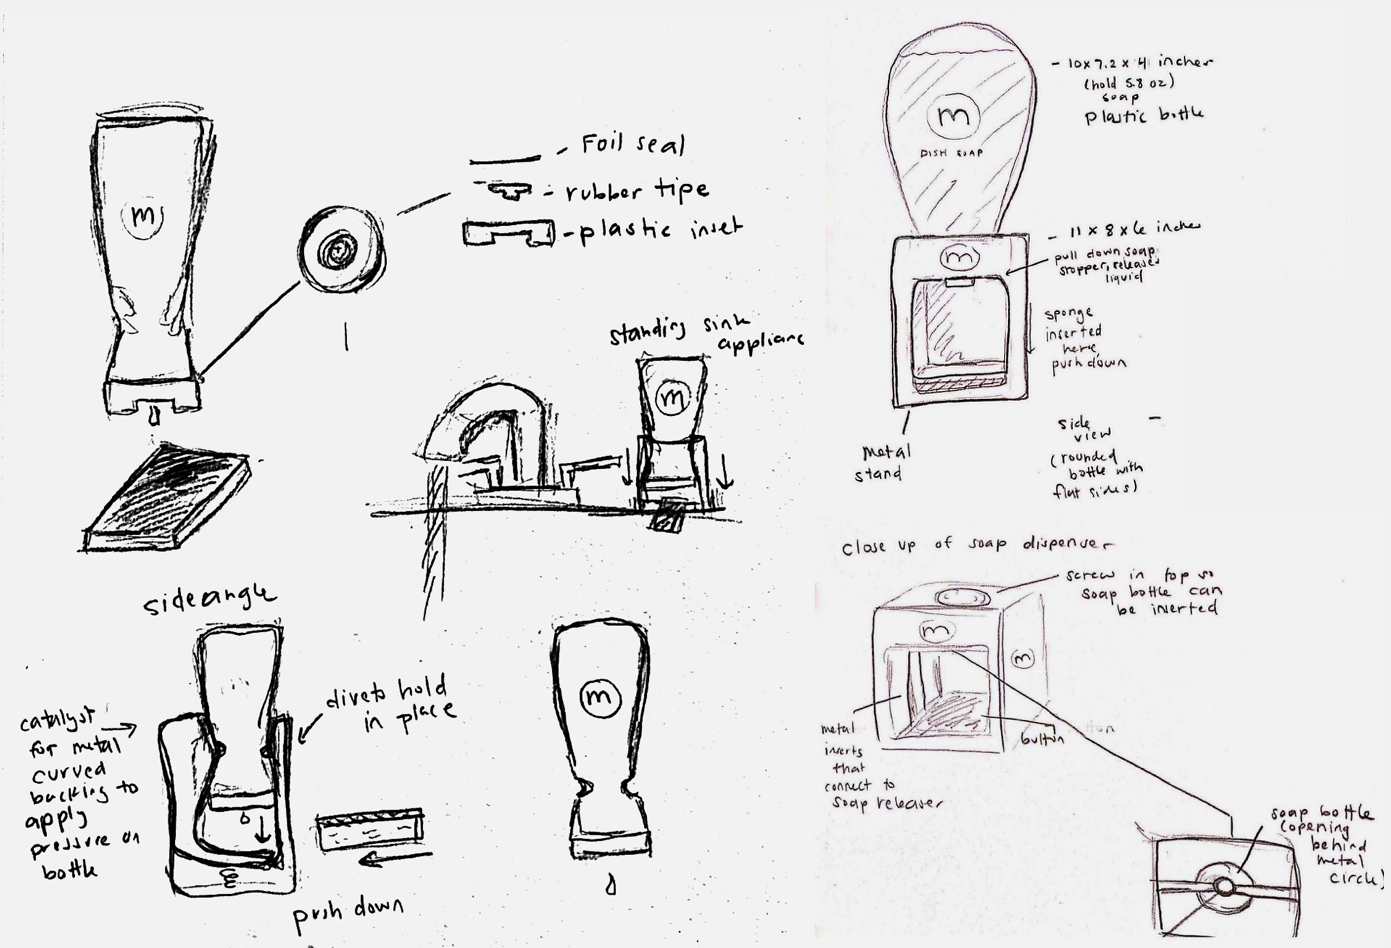 m
- Foil seal
- rubber tipe
- plastic inset
standing sink
appliance
m
sideangle
catalyst
for metal
curved
backing to
apply
pressure on
bottle
divets hold
in place
m
m
push down
- 10 x 7.2 x 4 inches
(hold 5.8 oz)
soap
plastic bottle
m
DISH SOAP
- 11 x 8 x 6 inches
m
pull down soap
stopper, releases
liquid
sponge
inserted
here,
push down
metal
stand
side
view
(rounded
bottle with
flat sides)
close up of soap dispenser
screw in top so
soap bottle can
be inserted
m
m
metal
inserts
that
connect to
soap releaser
button
soap bottle
(opening
behind
metal
circle)